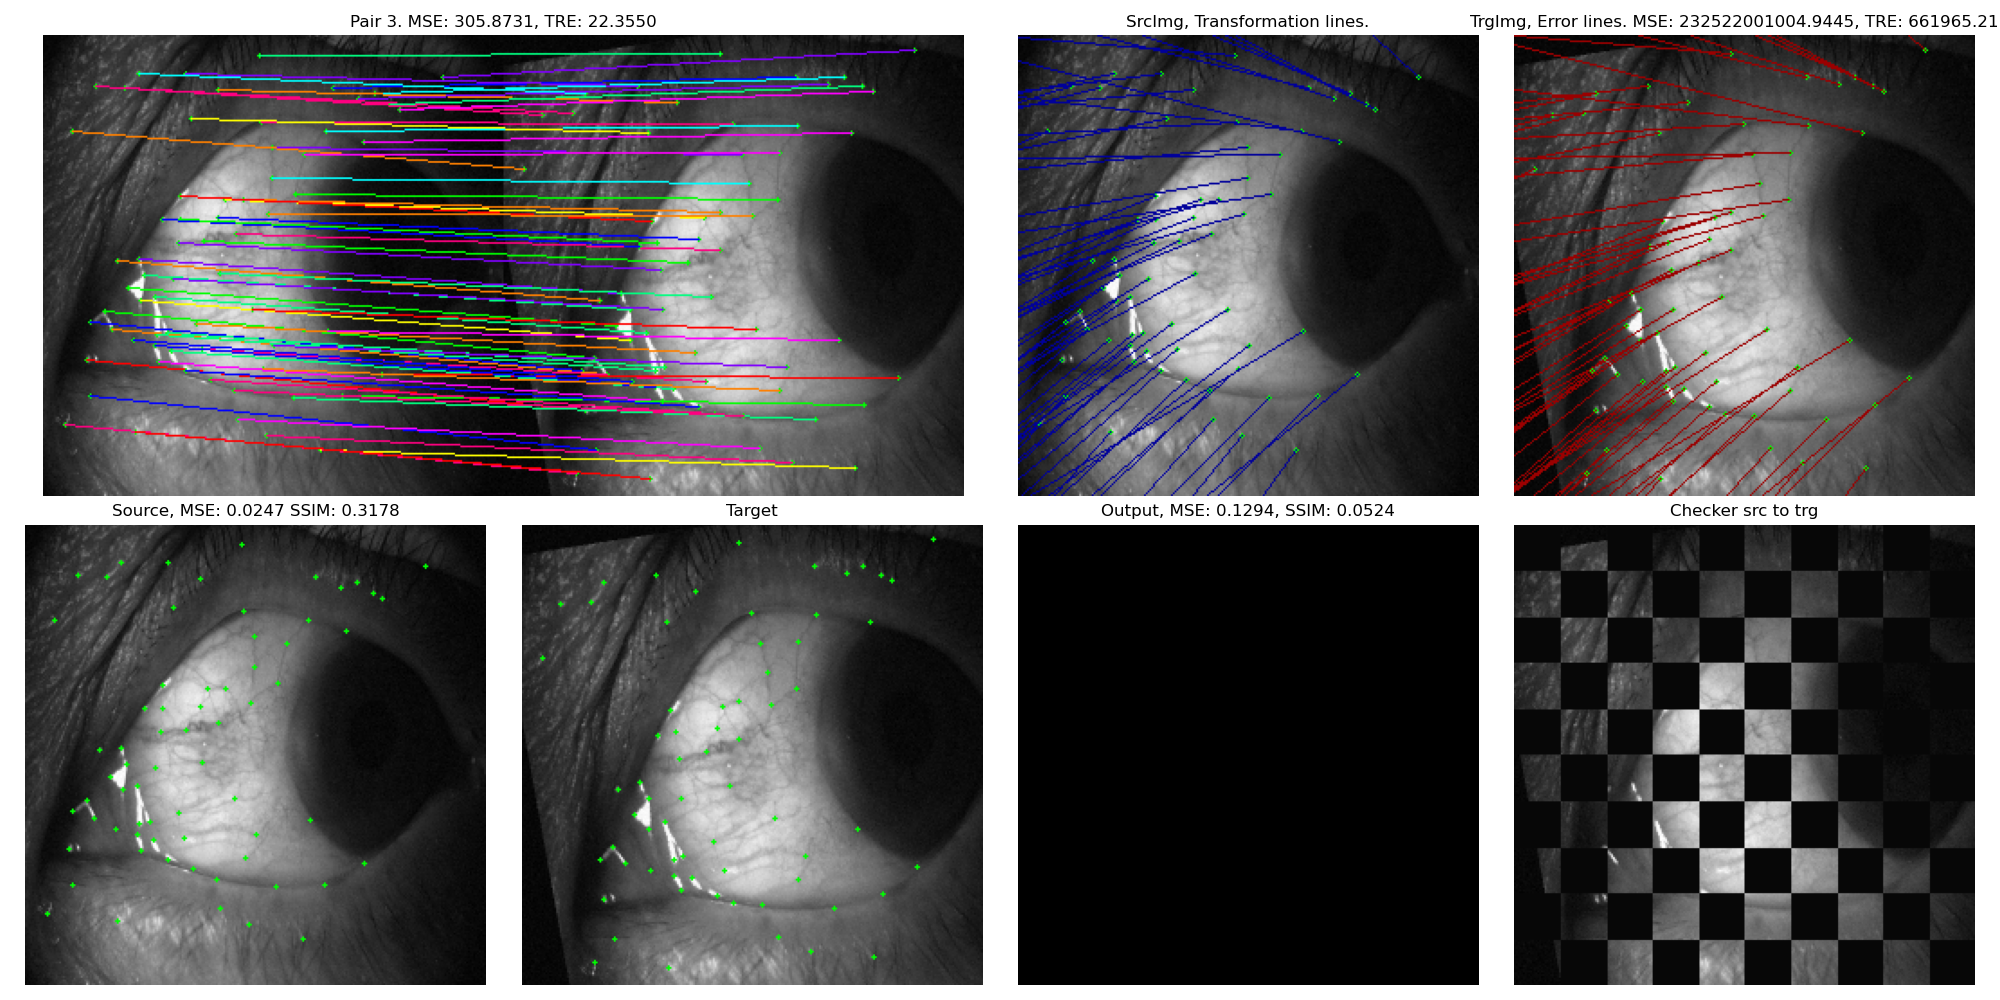 Pair 3. MSE: 305.8731, TRE: 22.3550
SrcImg, Transformation lines.
TrgImg, Error lines. MSE: 232522001004.9445, TRE: 661965.21
Source, MSE: 0.0247 SSIM: 0.3178
Target
Output, MSE: 0.1294, SSIM: 0.0524
Checker src to trg